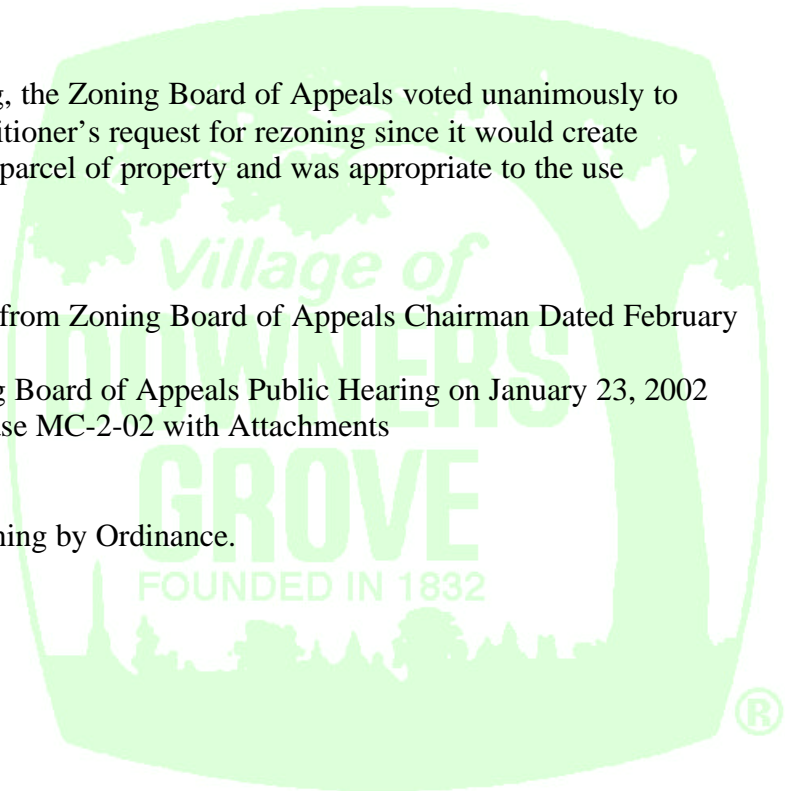 g, the Zoning Board of Appeals voted unanimously to
itioner’s request for rezoning since it would create
parcel of property and was appropriate to the use
Village of
from Zoning Board of Appeals Chairman Dated February
DOWNERS
g Board of Appeals Public Hearing on January 23, 2002
ase MC-2-02 with Attachments
GROVE
ning by Ordinance.
FOUNDED IN 1832
®